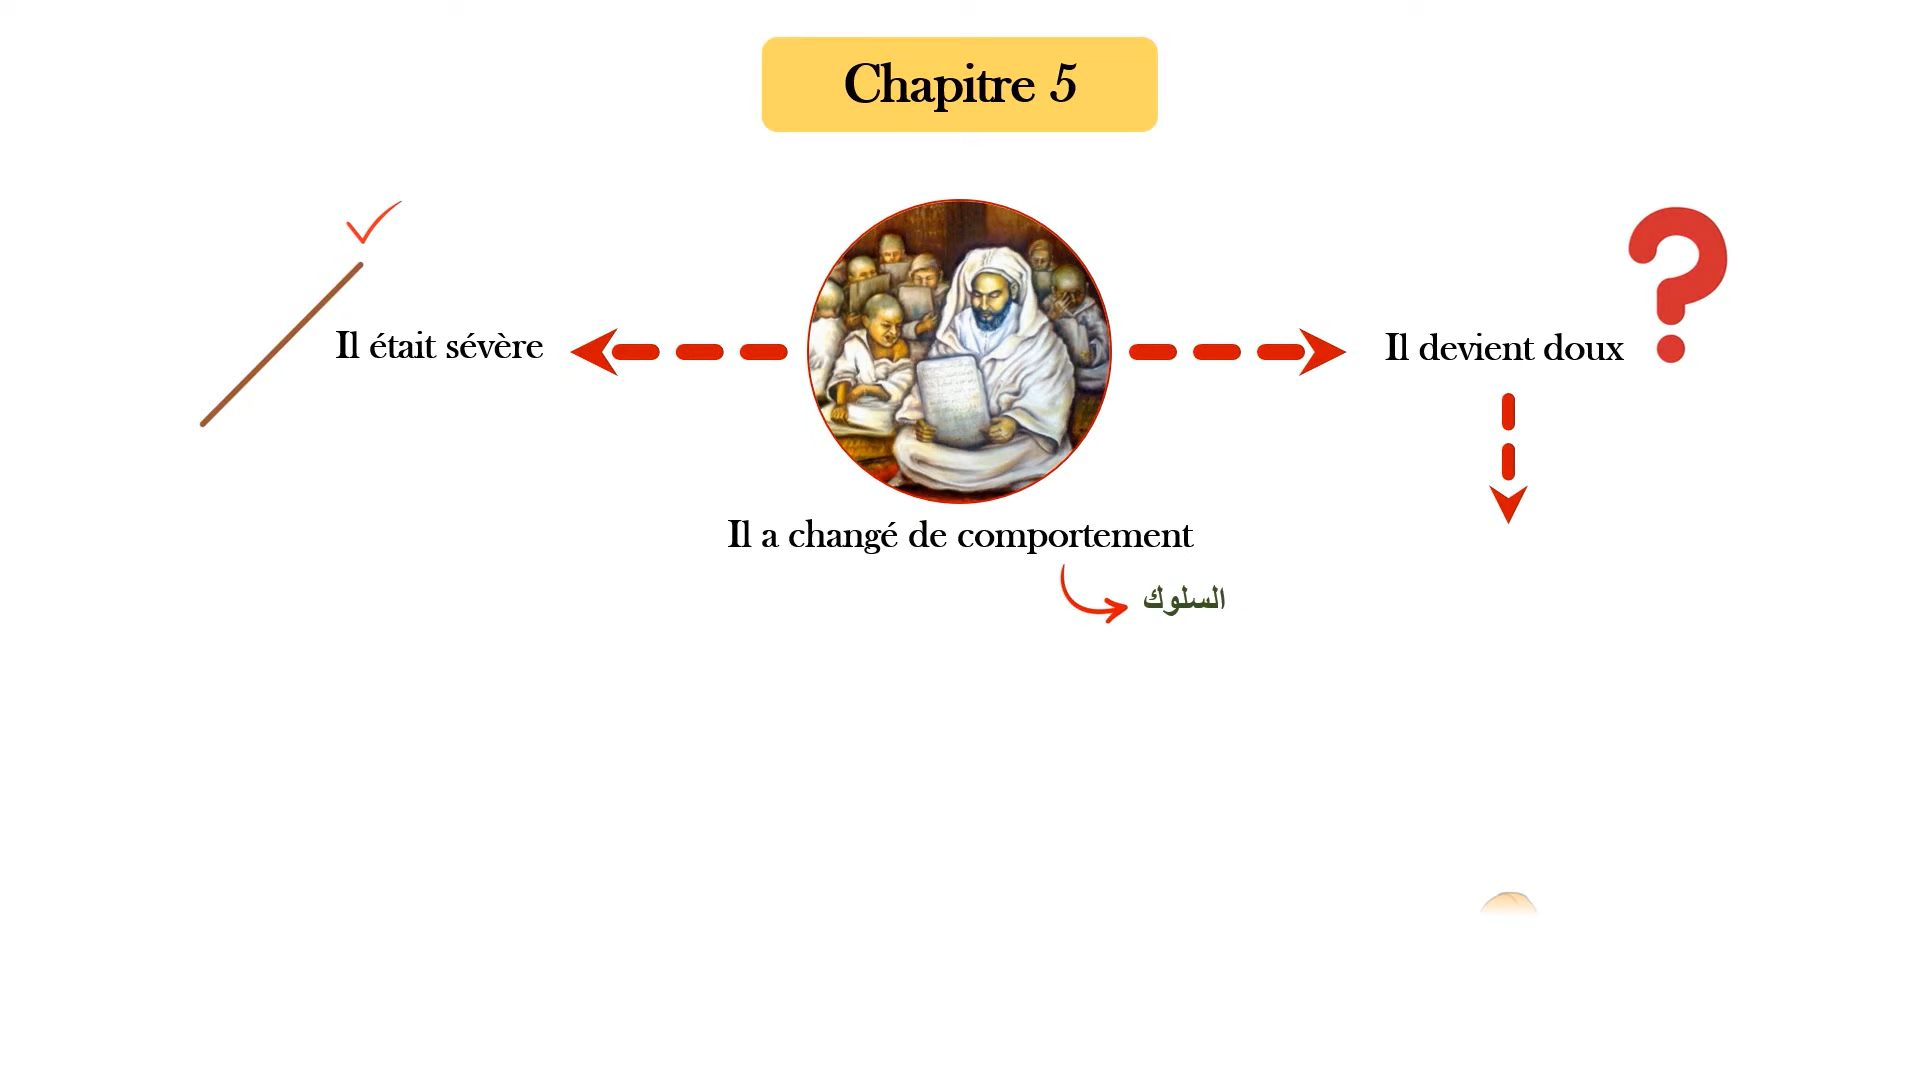 Chapitre 5
Il était sévère
Il devient doux
Il a changé de comportement
السلوك